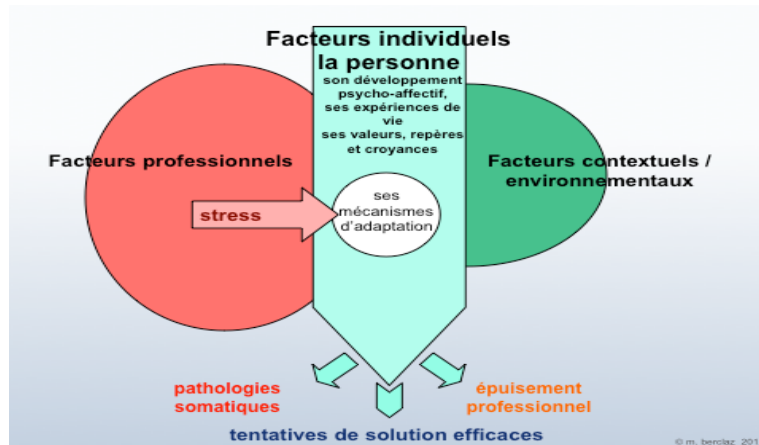 Facteurs individuels
la personne
son développement
psycho-affectif,
ses expériences de
vie
ses valeurs, repères
et croyances
Facteurs professionnels
Facteurs contextuels /
environnementaux
stress
ses
mécanismes
d'adaptation
pathologies
somatiques
épuisement
professionnel
tentatives de solution efficaces
© m. berclaz, 201